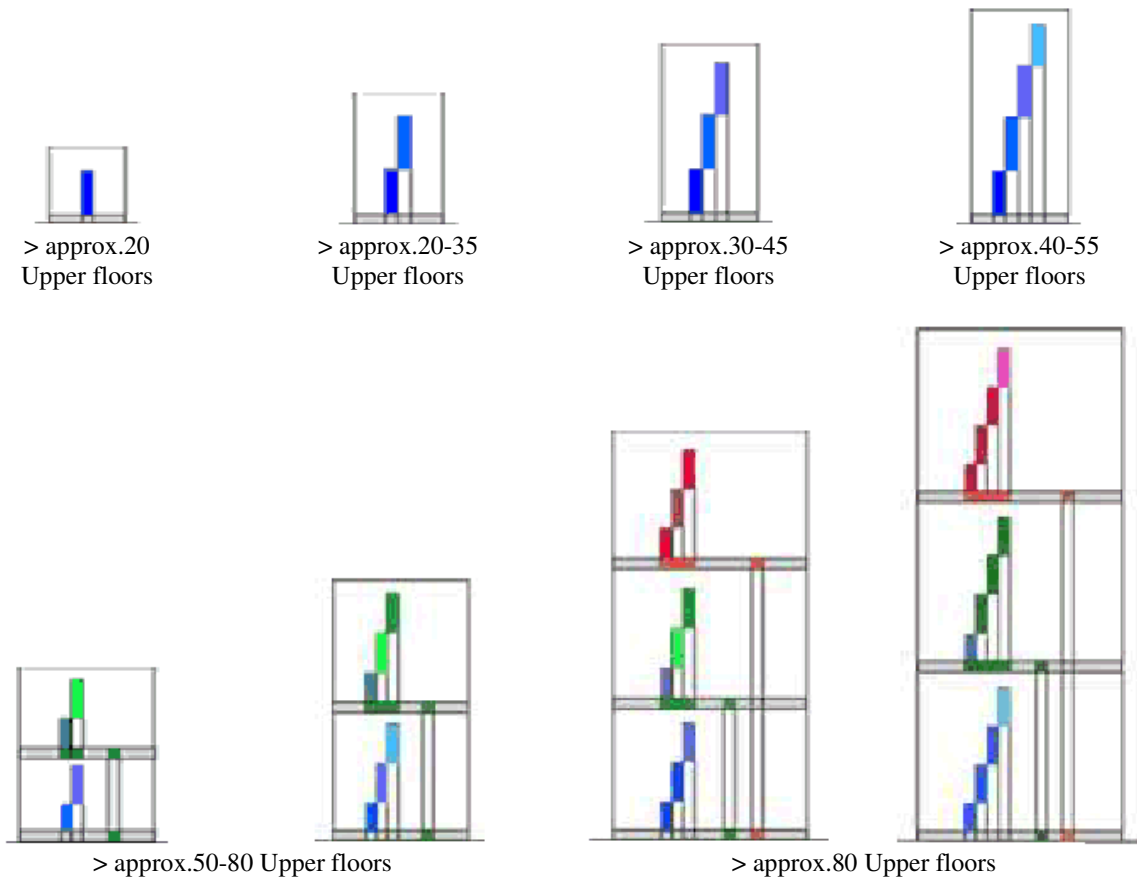 > approx.20
Upper floors
> approx.20-35
Upper floors
> approx.30-45
Upper floors
> approx.40-55
Upper floors
> approx.50-80 Upper floors
> approx.80 Upper floors